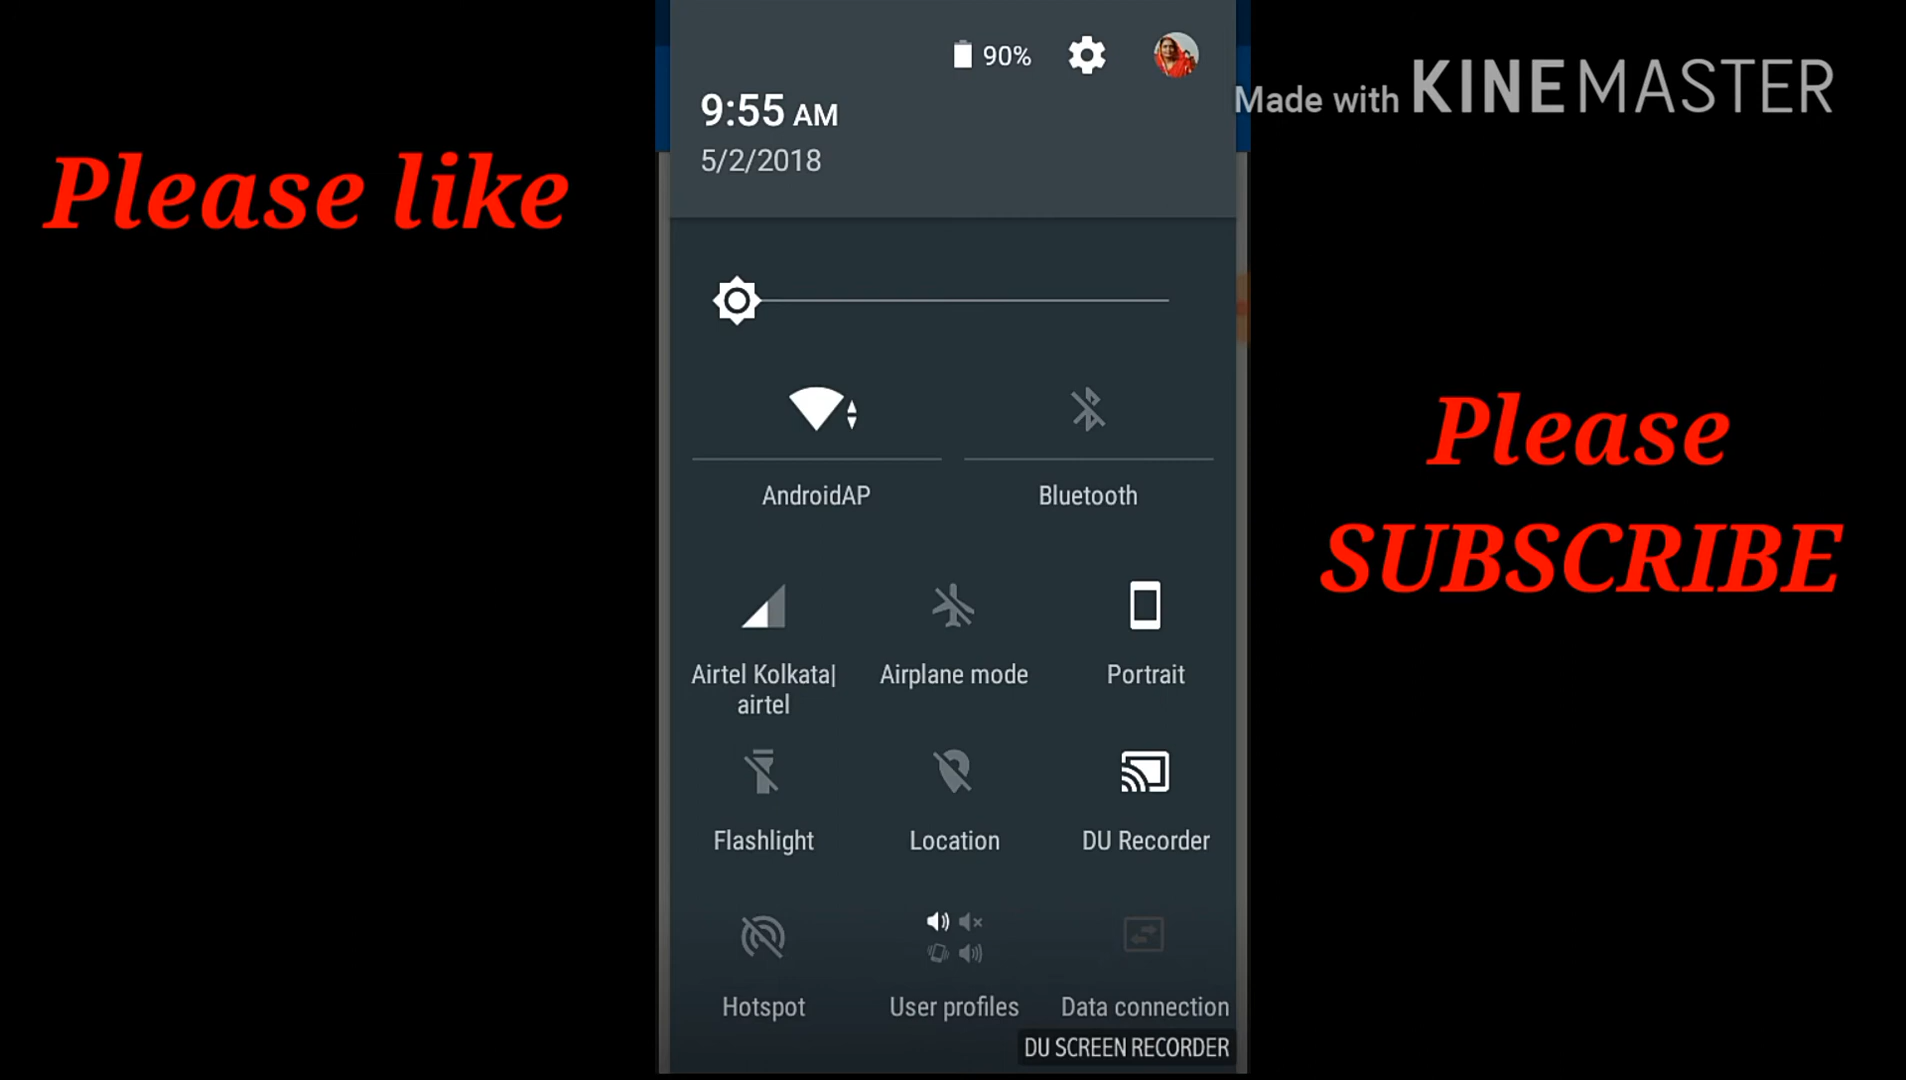 90%
9:55 AM
5/2/2018
Made with KINEMASTER
Please like
AndroidAP
Bluetooth
Please
SUBSCRIBE
Airtel Kolkata|
airtel
Airplane mode
Portrait
Flashlight
Location
DU Recorder
Hotspot
User profiles
Data connection
DU SCREEN RECORDER